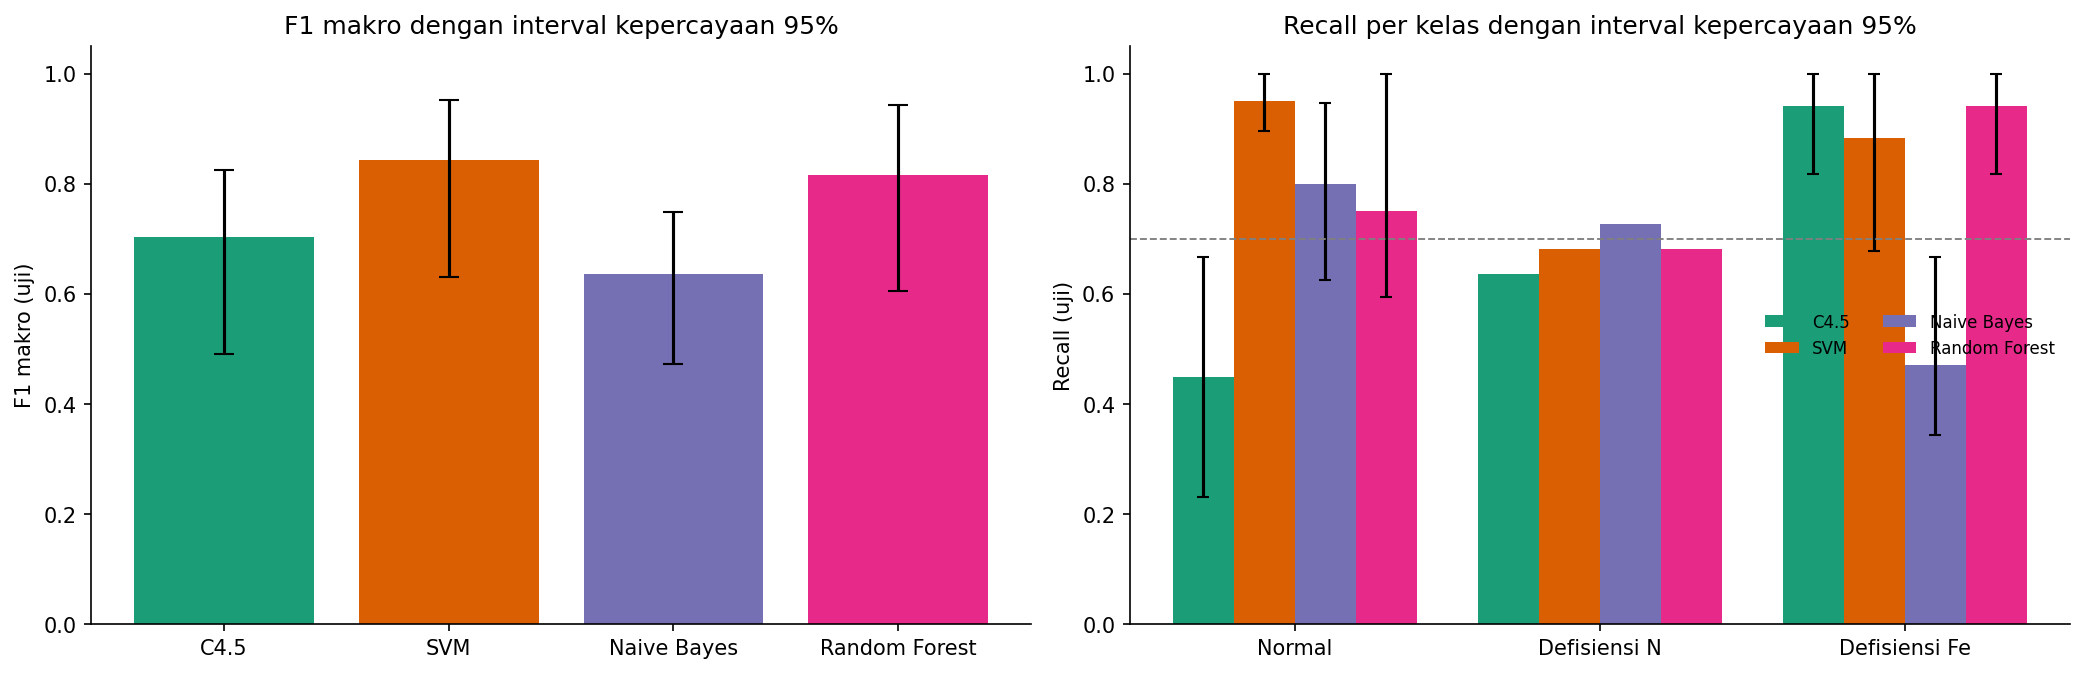 F1 makro dengan interval kepercayaan 95%
F1 makro (uji)
1.0
0.8
0.6
0.4
0.2
0.0
C4.5
SVM
Naive Bayes
Random Forest
Recall per kelas dengan interval kepercayaan 95%
Recall (uji)
1.0
0.8
0.6
0.4
0.2
0.0
C4.5
SVM
Naive Bayes
Random Forest
Normal
Defisiensi N
Defisiensi Fe